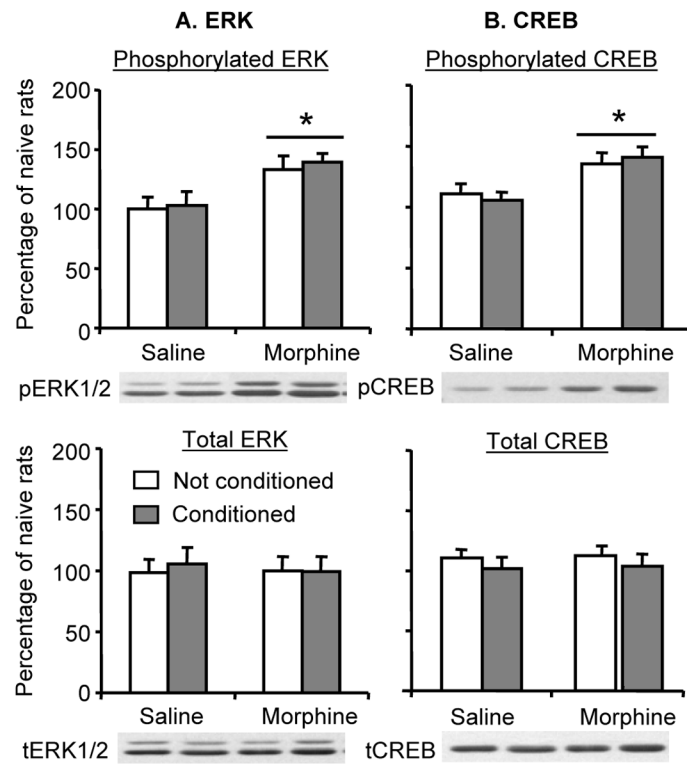 A. ERK
B. CREB
Phosphorylated ERK
Phosphorylated CREB
Percentage of naive rats
200
150
100
50
0
*
*
Saline
Morphine
Saline
Morphine
pERK1/2
pCREB
Total ERK
Total CREB
Percentage of naive rats
200
150
100
50
0
Not conditioned
Conditioned
Saline
Morphine
Saline
Morphine
tERK1/2
tCREB